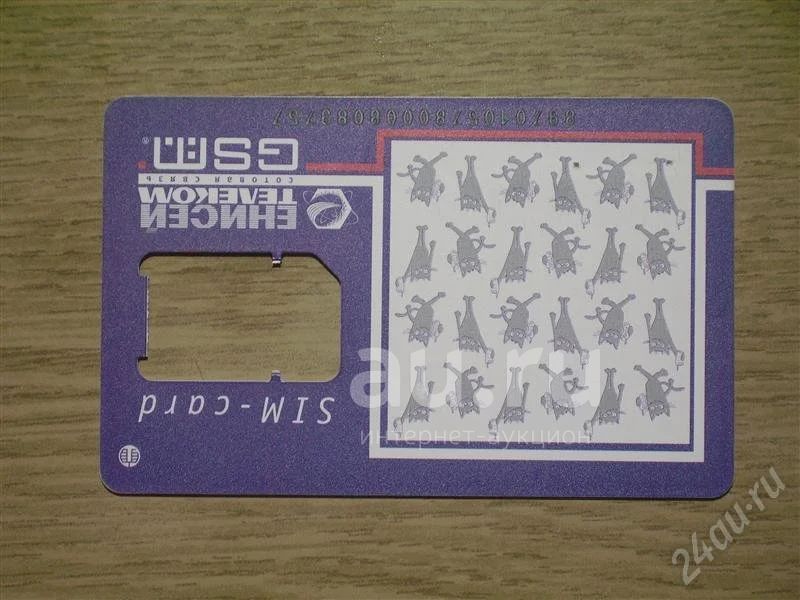 SIM-card
ЕНИСЕЙ
ТЕЛЕКОМ
СОТОВАЯ СВЯЗЬ
GSM®
au.ru
интернет-аукцион
24au.ru